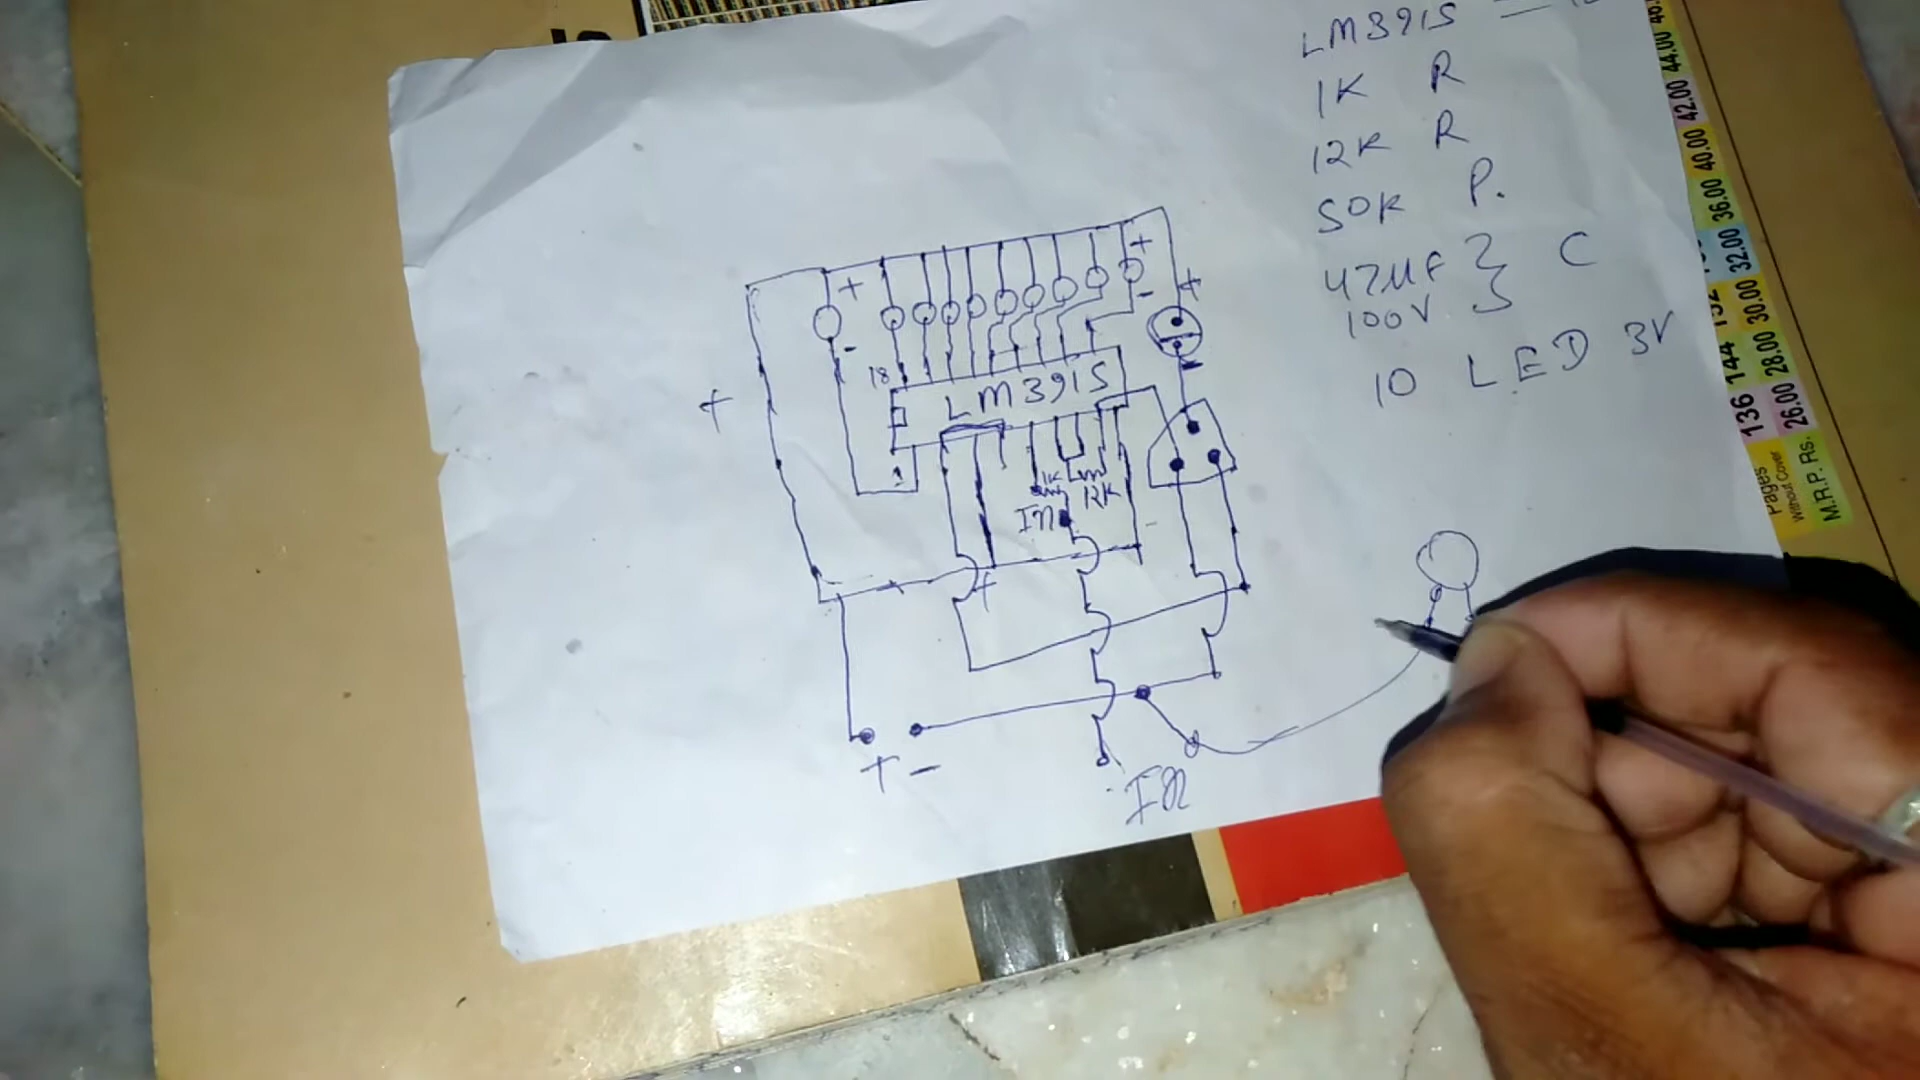 LM3915 =
1K R
12K R
50K P.
47MF } C
100V
10 LED 3V
+
+
+
-
+
18
LM3915
1
1K
12K
In
+
+ -
In
Pages 136 144 152
Without Cover
M.R.P. Rs. 26.00 28.00 30.00 32.00 36.00 40.00 42.00 44.00